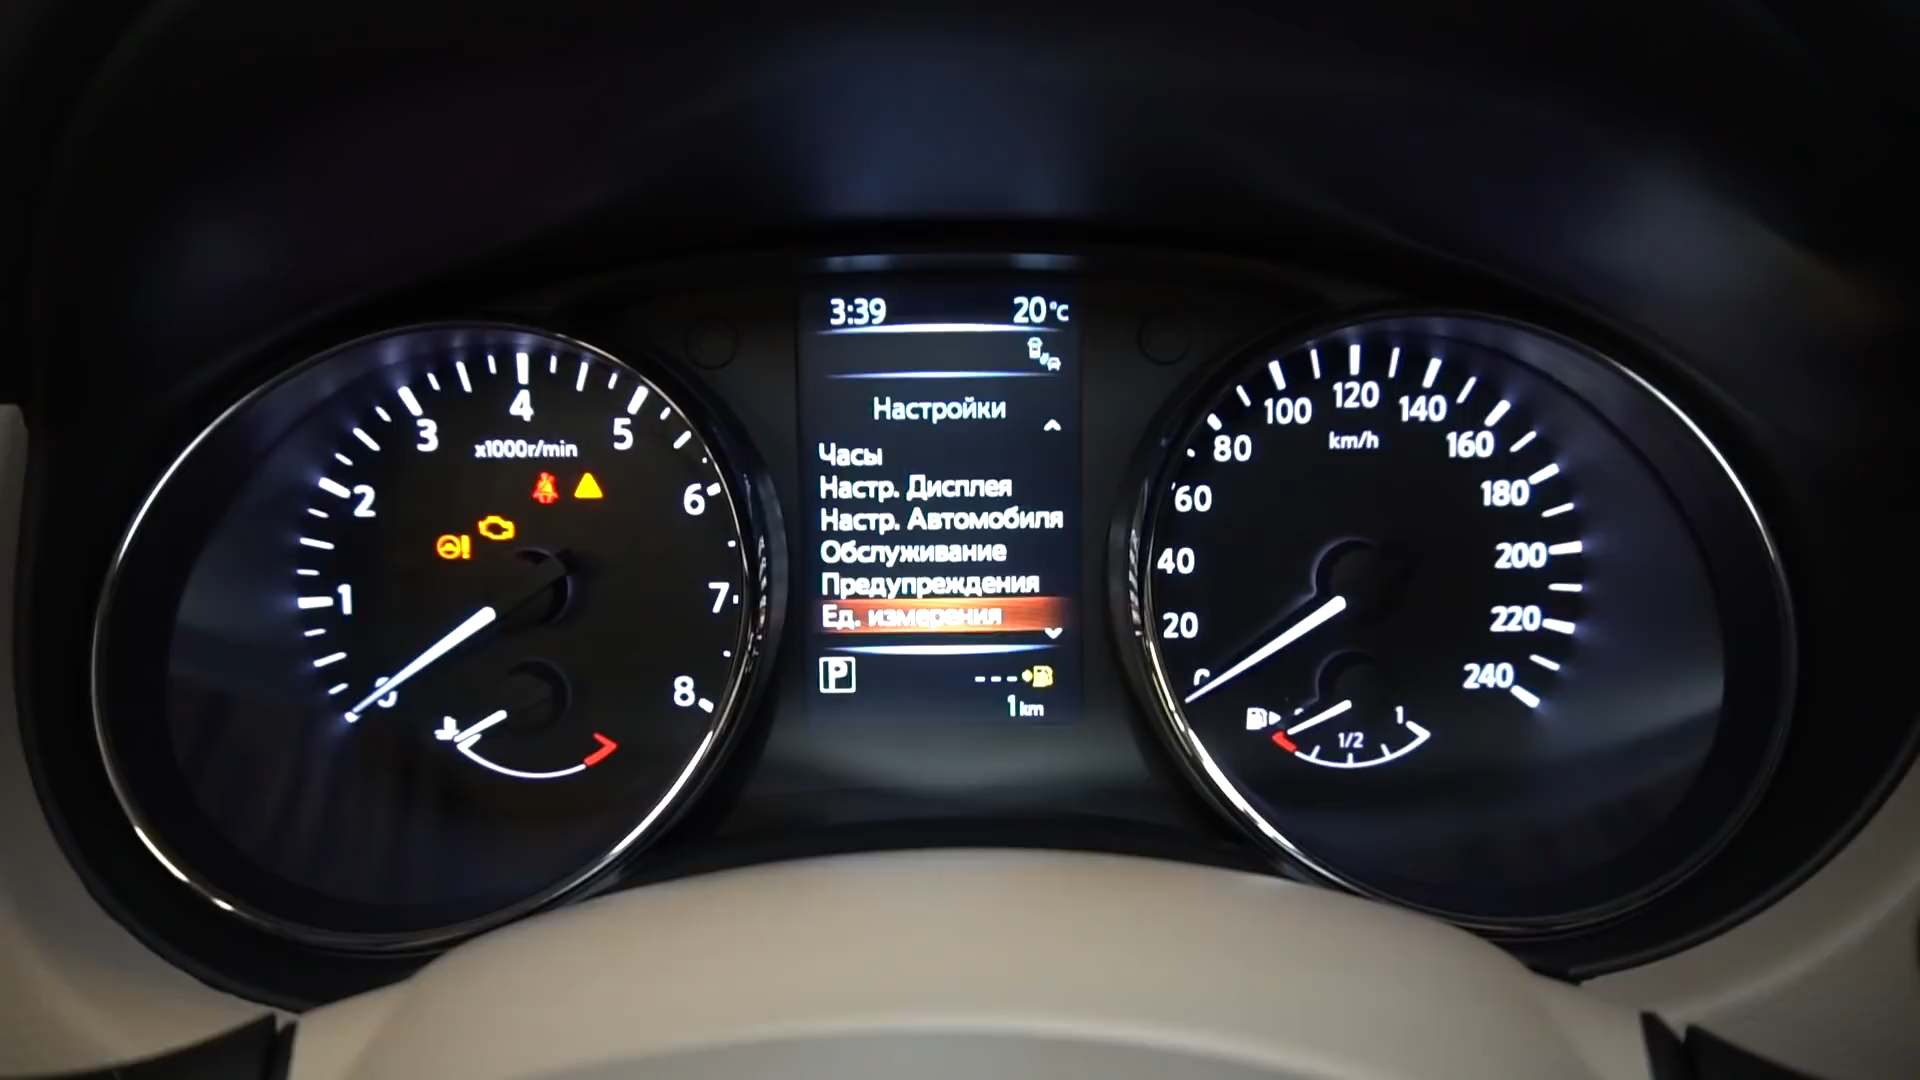 3:39 20°C
Настройки
Часы
Настр. Дисплея
Настр. Автомобиля
Обслуживание
Предупреждения
Ед. измерения
P ---
1 km
0 1 2 3 4 5 6 7 8
x1000r/min
0 20 40 60 80 100 120 140 160 180 200 220 240
km/h
1/2 1